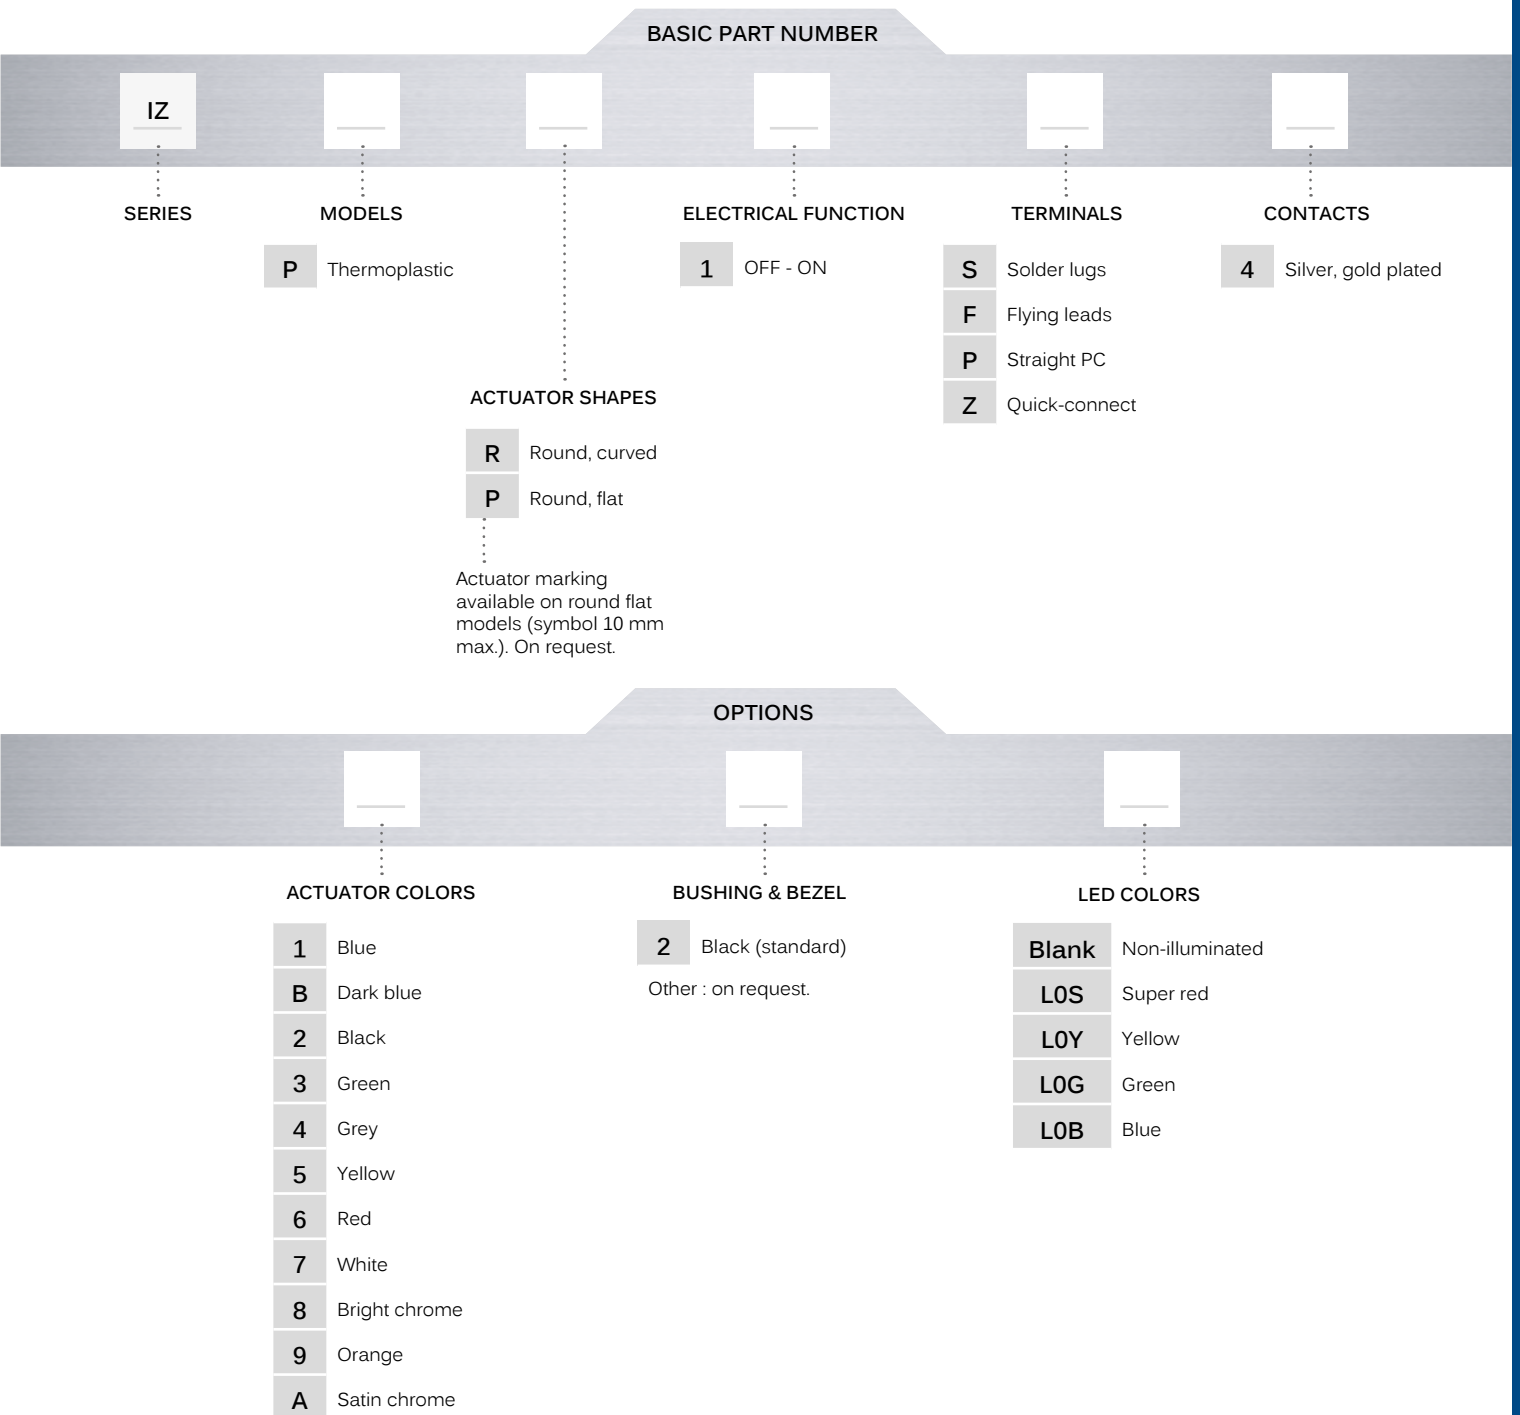 BASIC PART NUMBER
IZ
SERIES
MODELS
P Thermoplastic
ACTUATOR SHAPES
R Round, curved
P Round, flat
Actuator marking
available on round flat
models (symbol 10 mm
max.). On request.
ELECTRICAL FUNCTION
1 OFF - ON
TERMINALS
S Solder lugs
F Flying leads
P Straight PC
Z Quick-connect
CONTACTS
4 Silver, gold plated
OPTIONS
ACTUATOR COLORS
1 Blue
B Dark blue
2 Black
3 Green
4 Grey
5 Yellow
6 Red
7 White
8 Bright chrome
9 Orange
A Satin chrome
BUSHING & BEZEL
2 Black (standard)
Other : on request.
LED COLORS
Blank Non-illuminated
L0S Super red
L0Y Yellow
L0G Green
L0B Blue